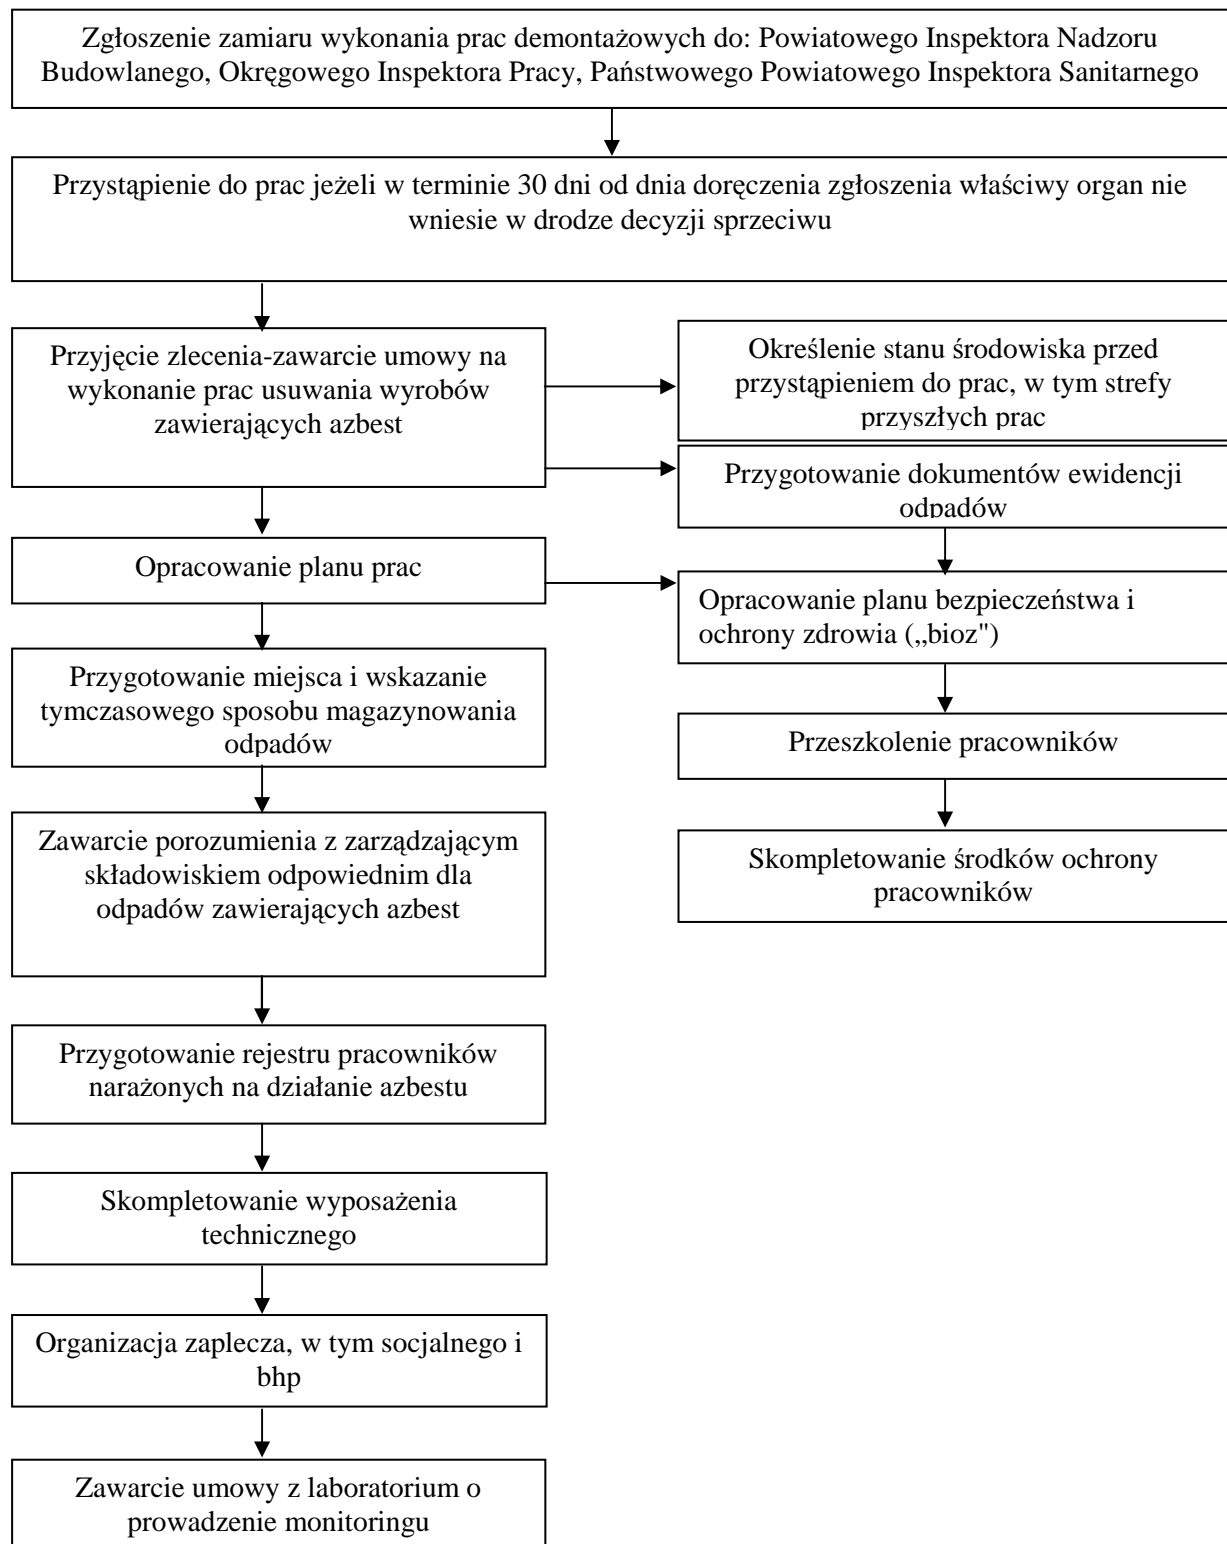 Zgłoszenie zamiaru wykonania prac demontażowych do: Powiatowego Inspektora Nadzoru
Budowlanego, Okręgowego Inspektora Pracy, Państwowego Powiatowego Inspektora Sanitarnego
Przystąpienie do prac jeżeli w terminie 30 dni od dnia doręczenia zgłoszenia właściwy organ nie
wniesie w drodze decyzji sprzeciwu
Przyjęcie zlecenia-zawarcie umowy na
wykonanie prac usuwania wyrobów
zawierających azbest
Określenie stanu środowiska przed
przystąpieniem do prac, w tym strefy
przyszłych prac
Przygotowanie dokumentów ewidencji
odpadów
Opracowanie planu prac
Opracowanie planu bezpieczeństwa i
ochrony zdrowia („bioz")
Przygotowanie miejsca i wskazanie
tymczasowego sposobu magazynowania
odpadów
Przeszkolenie pracowników
Zawarcie porozumienia z zarządzającym
składowiskiem odpowiednim dla
odpadów zawierających azbest
Skompletowanie środków ochrony
pracowników
Przygotowanie rejestru pracowników
narażonych na działanie azbestu
Skompletowanie wyposażenia
technicznego
Organizacja zaplecza, w tym socjalnego i
bhp
Zawarcie umowy z laboratorium o
prowadzenie monitoringu